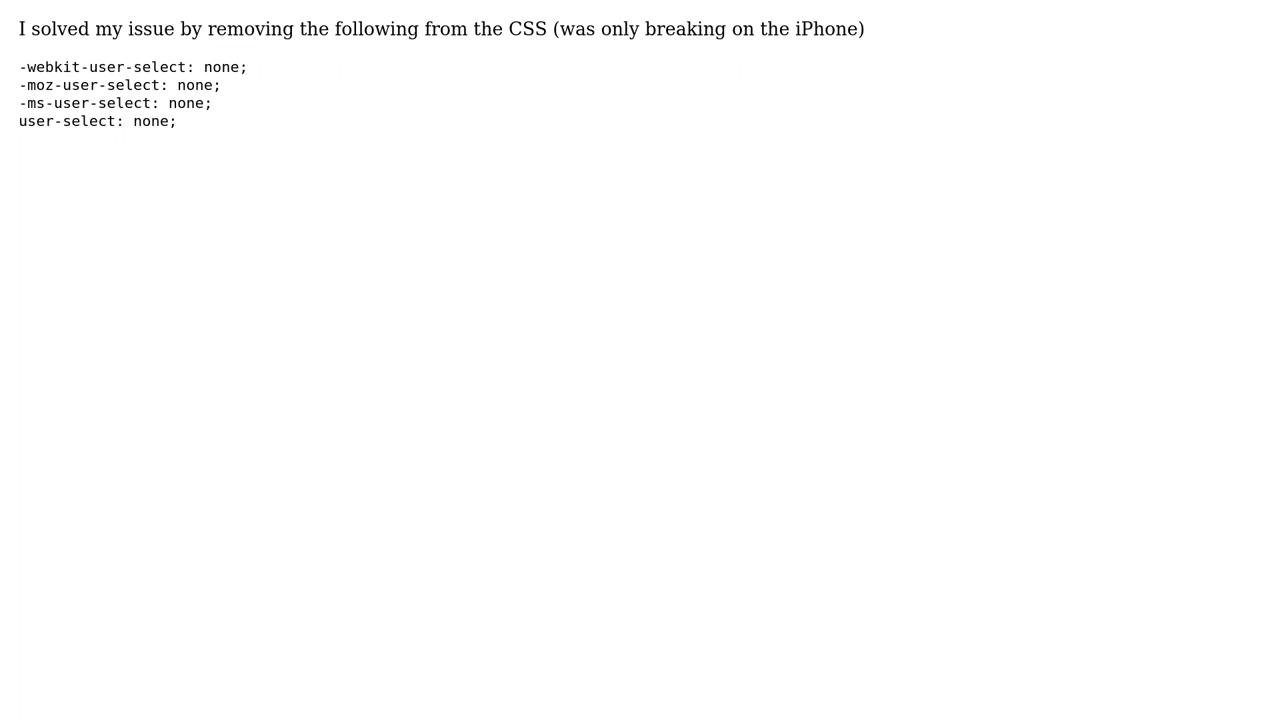 I solved my issue by removing the following from the CSS (was only breaking on the iPhone)
-webkit-user-select: none;
-moz-user-select: none;
-ms-user-select: none;
user-select: none;